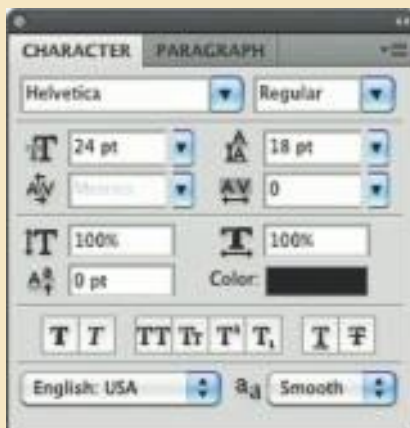 CHARACTER PARAGRAPH
Helvetica Regular
24 pt 18 pt
Metrics 0
100% 100%
0 pt Color:
T T TT Tr T¹ T₁ T T
English: USA aa Smooth